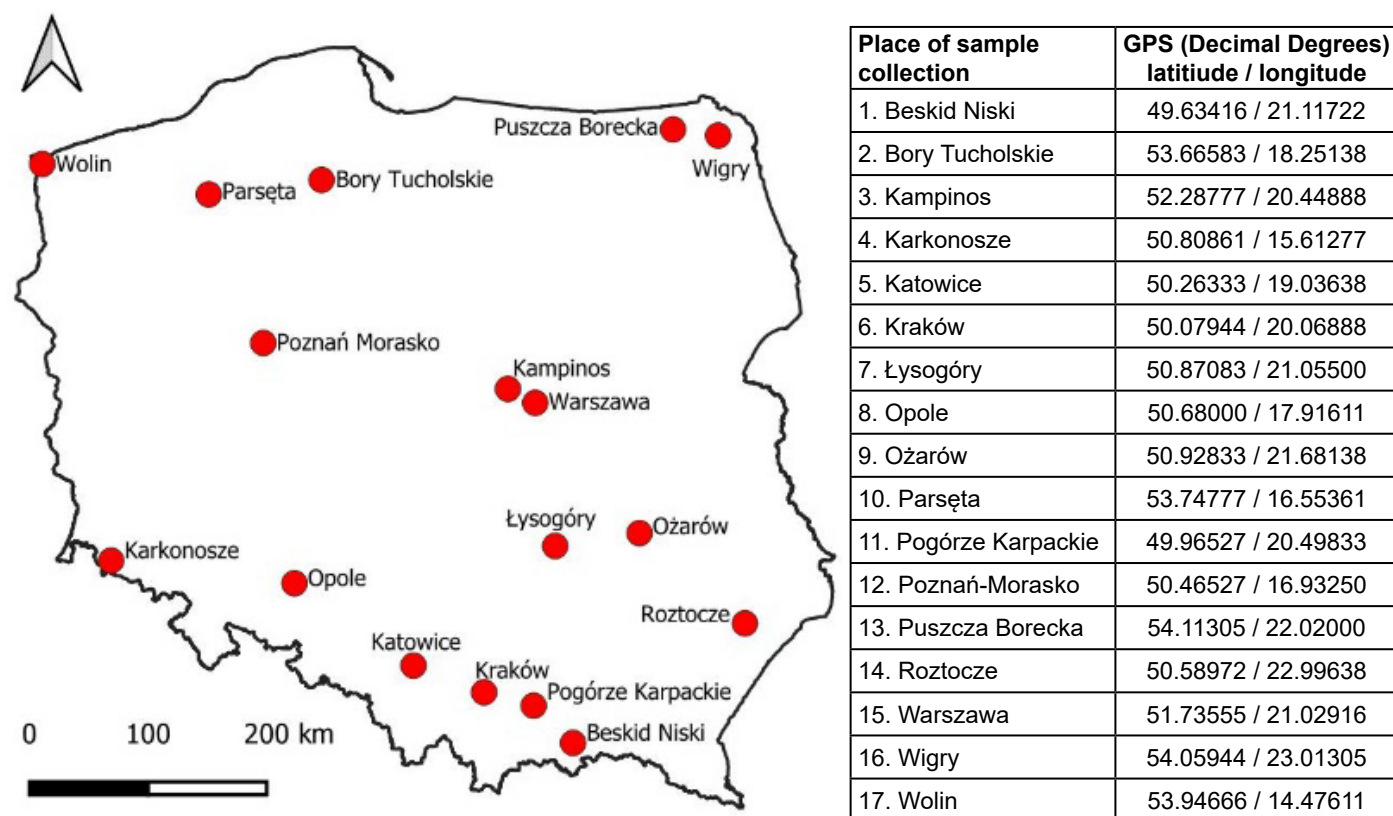 Puszcza Borecka
Wigry
Wolin
Parsęta
Bory Tucholskie
Poznań Morasko
Kampinos
Warszawa
Łysogóry
Ożarów
Karkonosze
Opole
Roztocze
Katowice
Kraków
Pogórze Karpackie
Beskid Niski
0 100 200 km
Place of sample collection GPS (Decimal Degrees) latitiude / longitude
1. Beskid Niski 49.63416 / 21.11722
2. Bory Tucholskie 53.66583 / 18.25138
3. Kampinos 52.28777 / 20.44888
4. Karkonosze 50.80861 / 15.61277
5. Katowice 50.26333 / 19.03638
6. Kraków 50.07944 / 20.06888
7. Łysogóry 50.87083 / 21.05500
8. Opole 50.68000 / 17.91611
9. Ożarów 50.92833 / 21.68138
10. Parsęta 53.74777 / 16.55361
11. Pogórze Karpackie 49.96527 / 20.49833
12. Poznań-Morasko 50.46527 / 16.93250
13. Puszcza Borecka 54.11305 / 22.02000
14. Roztocze 50.58972 / 22.99638
15. Warszawa 51.73555 / 21.02916
16. Wigry 54.05944 / 23.01305
17. Wolin 53.94666 / 14.47611